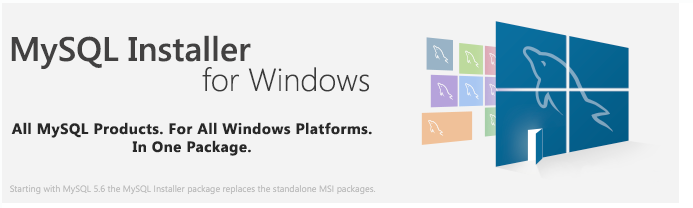 MySQL Installer
for Windows
All MySQL Products. For All Windows Platforms.
In One Package.
Starting with MySQL 5.6 the MySQL Installer package replaces the standalone MSI packages.